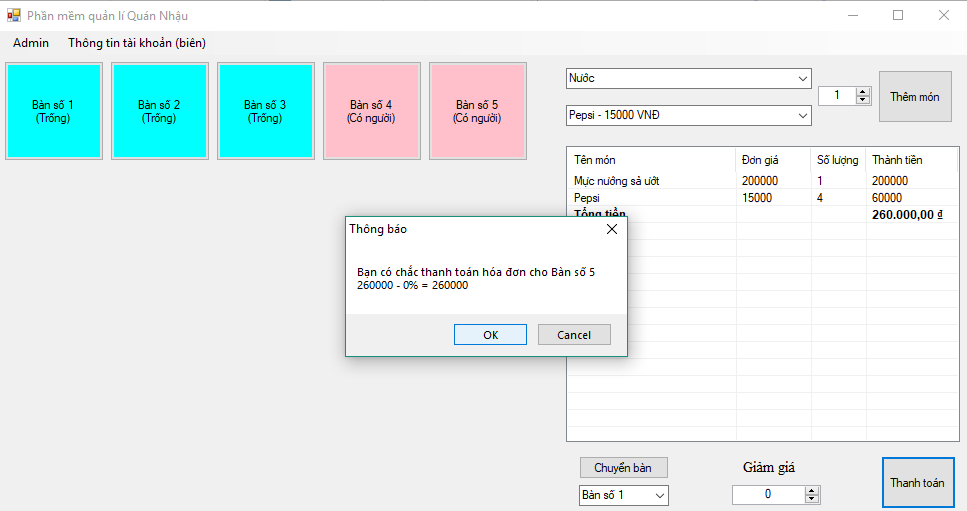 Phần mềm quản lí Quán Nhậu
Admin Thông tin tài khoản (biên)
Bàn số 1
(Trống)
Bàn số 2
(Trống)
Bàn số 3
(Trống)
Bàn số 4
(Có người)
Bàn số 5
(Có người)
Nước
Pepsi - 15000 VNĐ
1
Thêm món
Tên món Đơn giá Số lượng Thành tiền
Mực nướng sả ướt 200000 1 200000
Pepsi 15000 4 60000
Tổng tiền 260.000,00 ₫
Thông báo
Bạn có chắc thanh toán hóa đơn cho Bàn số 5
260000 - 0% = 260000
OK Cancel
Chuyển bàn
Bàn số 1
Giảm giá
0
Thanh toán